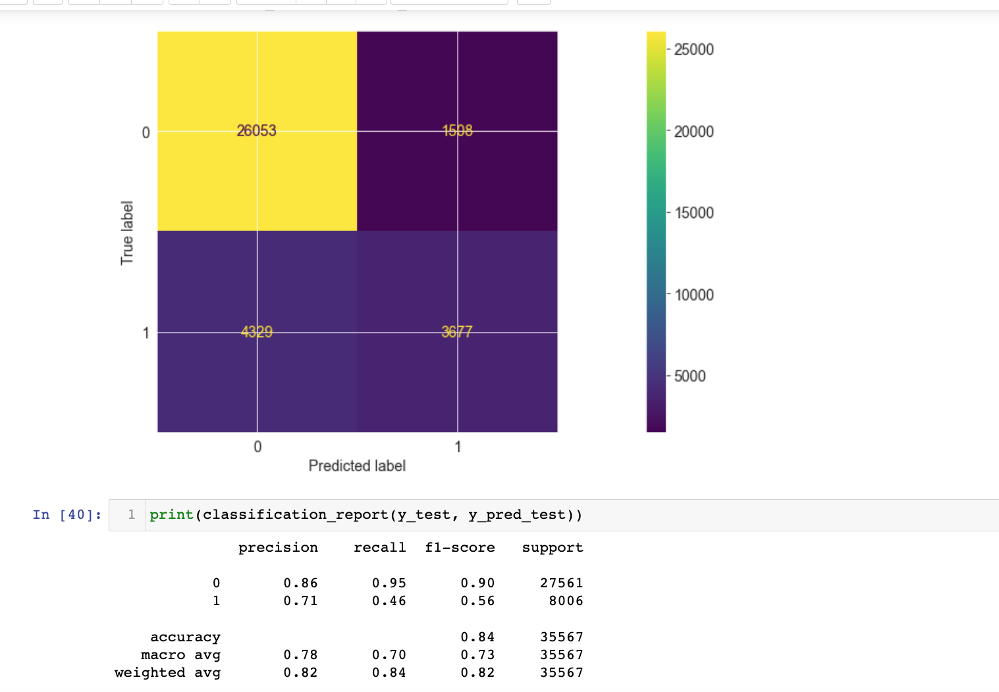 25000
26053 1508
0
20000
15000
True label
10000
4329 3677
1
5000
0 1
Predicted label
In [40]: 1 print(classification_report(y_test, y_pred_test))
precision recall f1-score support
0 0.86 0.95 0.90 27561
1 0.71 0.46 0.56 8006
accuracy 0.84 35567
macro avg 0.78 0.70 0.73 35567
weighted avg 0.82 0.84 0.82 35567